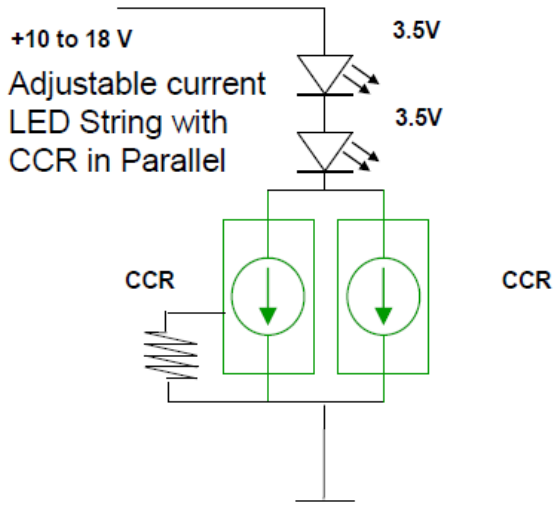 +10 to 18 V
3.5V
Adjustable current
LED String with
CCR in Parallel
3.5V
CCR
CCR